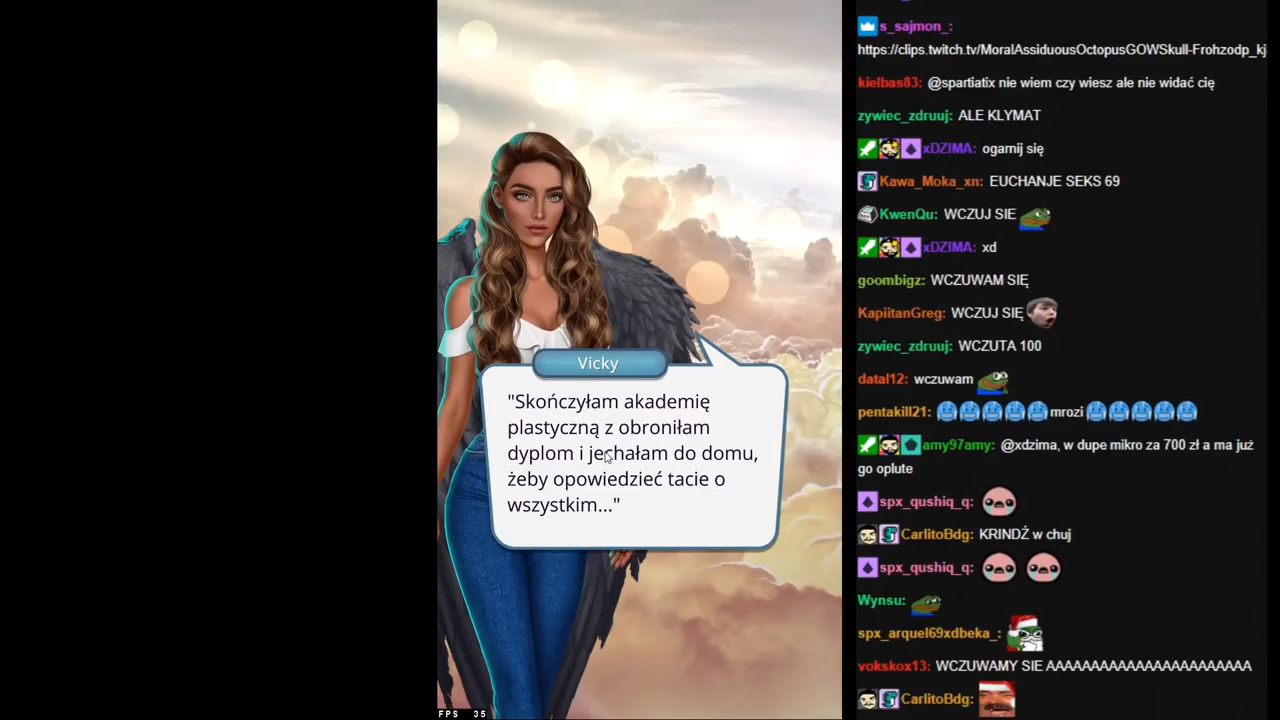 Vicky
"Skończyłam akademię
plastyczną z obroniłam
dyplom i jechałam do domu,
żeby opowiedzieć tacie o
wszystkim..."
FPS 35
s_sajmon_:
https://clips.twitch.tv/MoralAssiduousOctopusGOWSkull-Frohzodp_kj
kielbas83: @spartiatix nie wiem czy wiesz ale nie widać cię
zywiec_zdruuj: ALE KLYMAT
xDZIMA: ogarnij się
Kawa_Moka_xn: EUCHANJE SEKS 69
KwenQu: WCZUJ SIE
xDZIMA: xd
goombigz: WCZUWAM SIĘ
KapiitanGreg: WCZUJ SIĘ
zywiec_zdruuj: WCZUTA 100
datal12: wczuwam
pentakill21: mrozi
amy97amy: @xdzima, w dupe mikro za 700 zł a ma już
go oplute
spx_qushiq_q:
CarlitoBdg: KRINDŹ w chuj
spx_qushiq_q:
Wynsu:
spx_arquel69xdbeka_:
vokskox13: WCZUWAMY SIE AAAAAAAAAAAAAAAAAAAAAAA
CarlitoBdg: